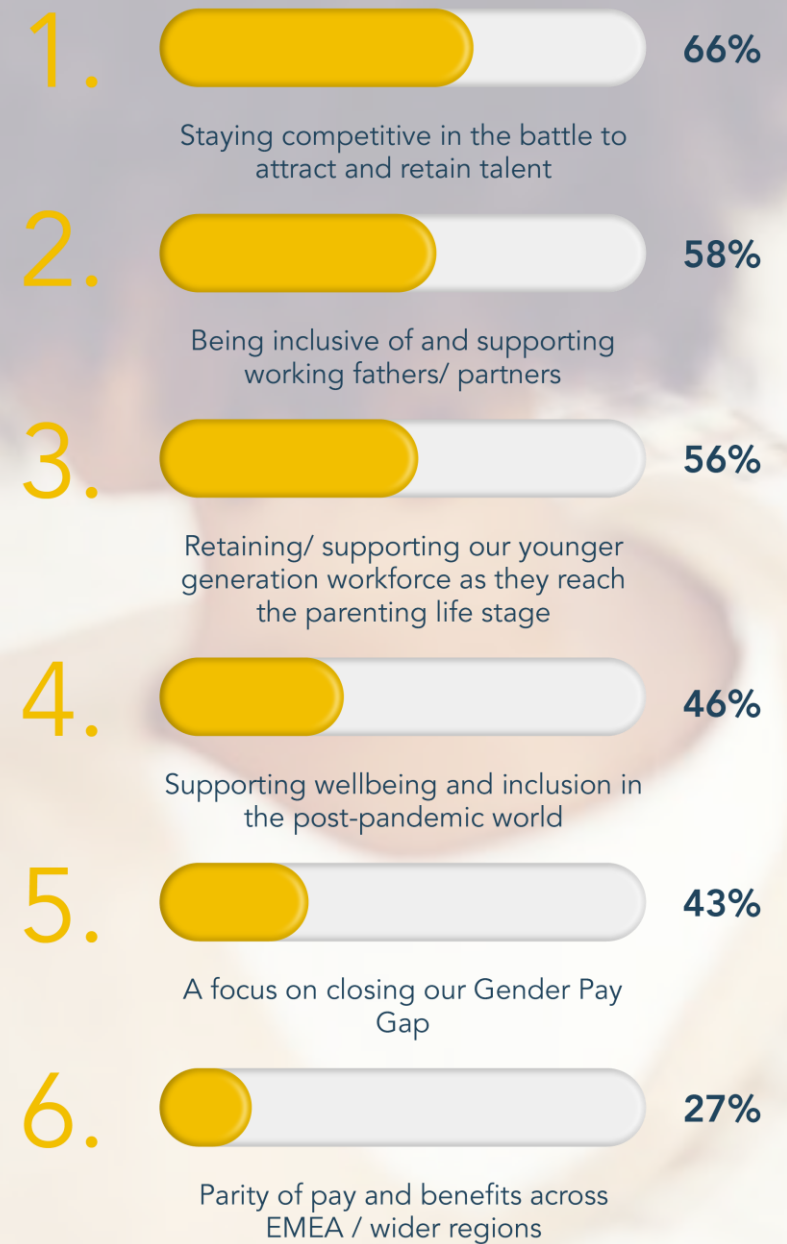 1.
66%
Staying competitive in the battle to
attract and retain talent
2.
58%
Being inclusive of and supporting
working fathers/ partners
3.
56%
Retaining/ supporting our younger
generation workforce as they reach
the parenting life stage
4.
46%
Supporting wellbeing and inclusion in
the post-pandemic world
5.
43%
A focus on closing our Gender Pay
Gap
6.
27%
Parity of pay and benefits across
EMEA / wider regions